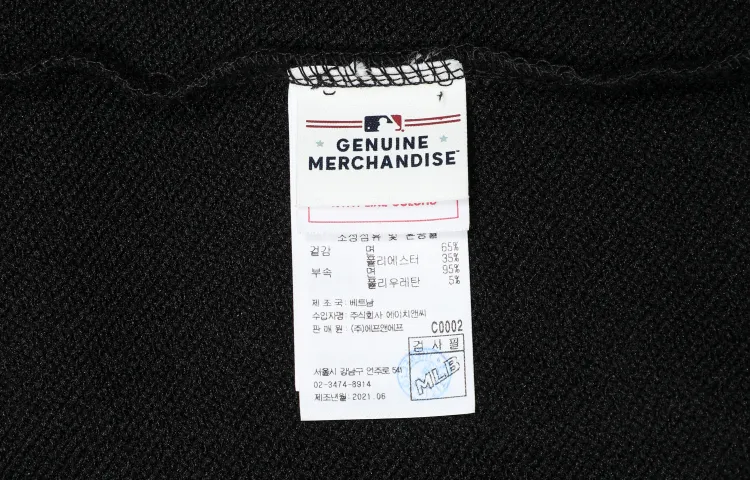 GENUINE
MERCHANDISE™
조성섬유 및 혼용률
겉감 면 65%
폴리에스터 35%
부속 면 95%
폴리우레탄 5%
제 조 국: 베트남
수입자명: 주식회사 에이치앤씨
판 매 원: (주)에프앤에프
C0002
검 사 필
MLB
서울시 강남구 언주로 541
02-3474-8914
제조년월: 2021.06